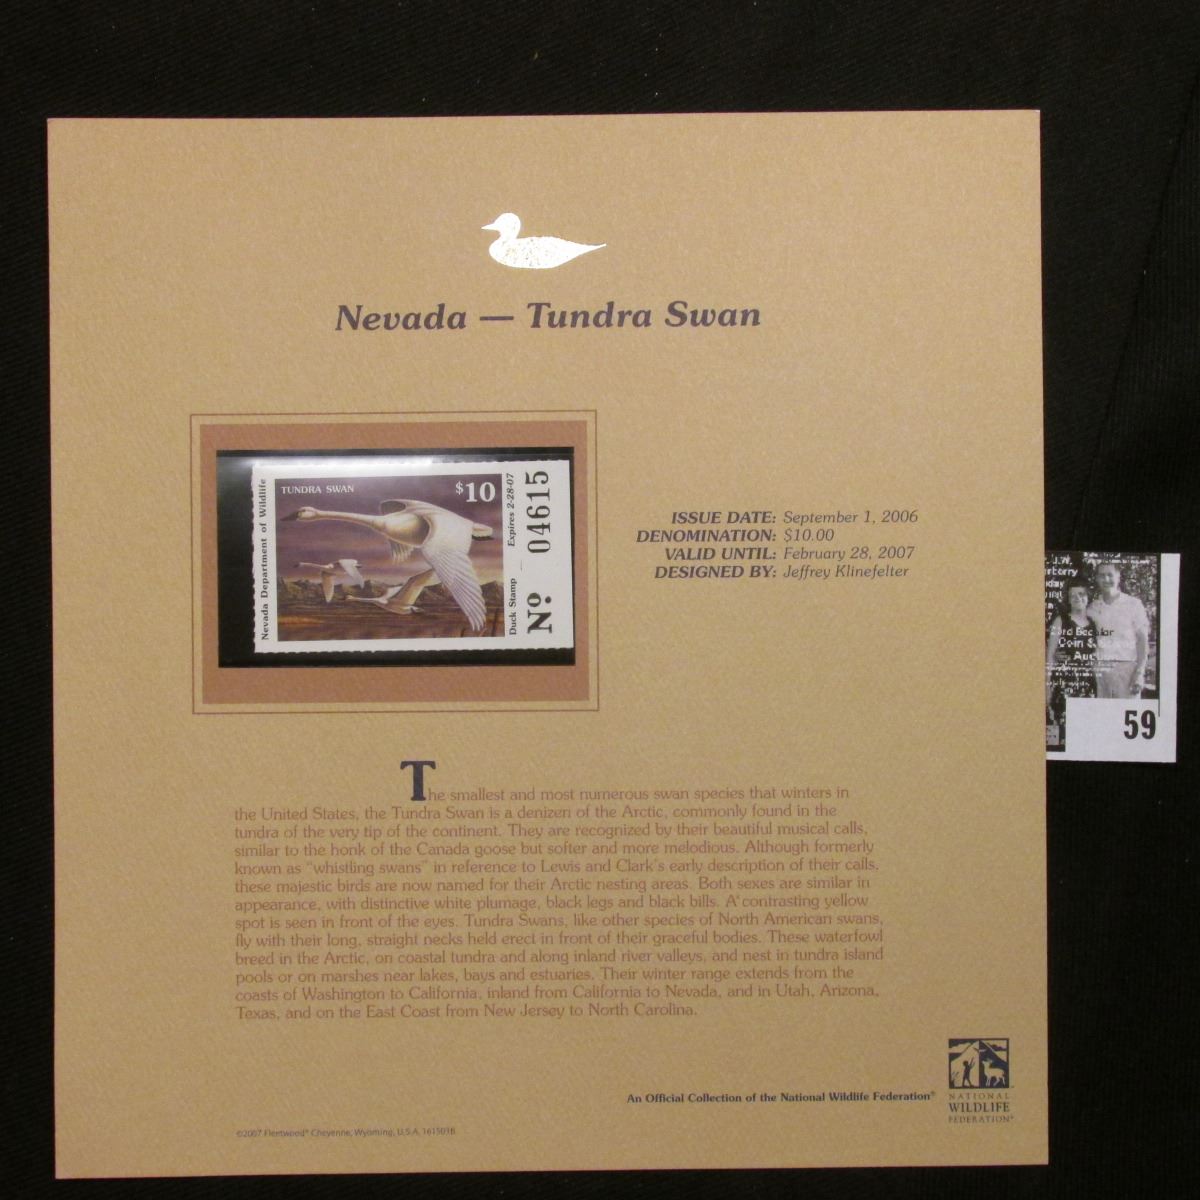 Nevada — Tundra Swan
Nevada Department of Wildlife
TUNDRA SWAN
$10
Duck Stamp Expires 2-28-07
Nº 04615
ISSUE DATE: September 1, 2006
DENOMINATION: $10.00
VALID UNTIL: February 28, 2007
DESIGNED BY: Jeffrey Klinefelter
Coin &
59
The smallest and most numerous swan species that winters in
the United States, the Tundra Swan is a denizen of the Arctic, commonly found in the
tundra of the very tip of the continent. They are recognized by their beautiful musical calls,
similar to the honk of the Canada goose but softer and more melodious. Although formerly
known as "whistling swans" in reference to Lewis and Clark's early description of their calls,
these majestic birds are now named for their Arctic nesting areas. Both sexes are similar in
appearance, with distinctive white plumage, black legs and black bills. A contrasting yellow
spot is seen in front of the eyes. Tundra Swans, like other species of North American swans,
fly with their long, straight necks held erect in front of their graceful bodies. These waterfowl
breed in the Arctic, on coastal tundra and along inland river valleys, and nest in tundra island
pools or on marshes near lakes, bays and estuaries. Their winter range extends from the
coasts of Washington to California, inland from California to Nevada, and in Utah, Arizona,
Texas, and on the East Coast from New Jersey to North Carolina.
An Official Collection of the National Wildlife Federation®
NATIONAL
WILDLIFE
FEDERATION®
©2007 Fleetwood® Cheyenne, Wyoming, U.S.A. 161503B